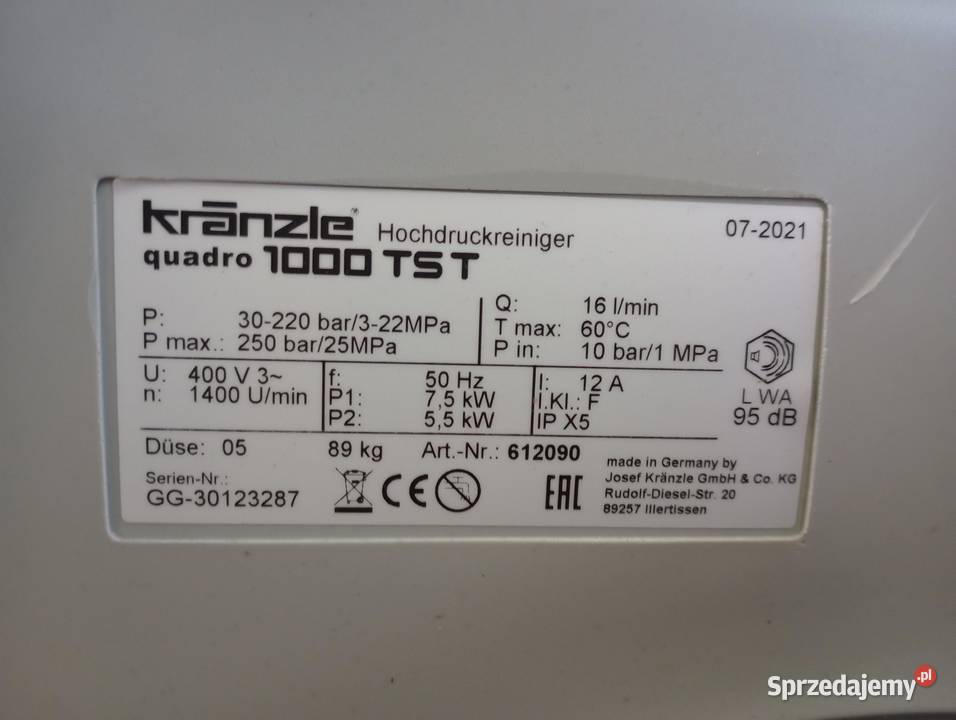 kränzle® Hochdruckreiniger 07-2021
quadro 1000 TS T
P: 30-220 bar/3-22MPa
P max.: 250 bar/25MPa
Q: 16 l/min
T max: 60°C
P in: 10 bar/1 MPa
U: 400 V 3~
n: 1400 U/min
f: 50 Hz
P1: 7,5 kW
P2: 5,5 kW
I: 12 A
I.Kl.: F
IP X5
L WA
95 dB
Düse: 05 89 kg Art.-Nr.: 612090
Serien-Nr.:
GG-30123287
CE
EAC
made in Germany by
Josef Kränzle GmbH & Co. KG
Rudolf-Diesel-Str. 20
89257 Illertissen
Sprzedajemy.pl